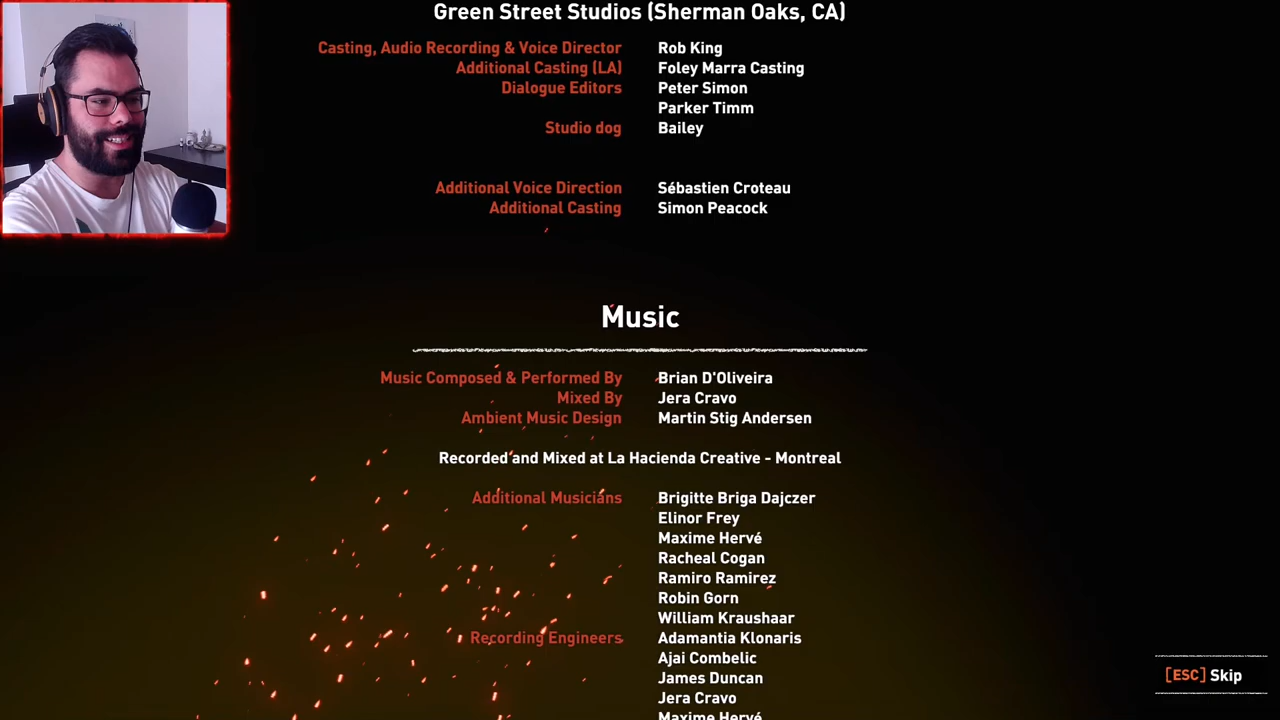 Green Street Studios (Sherman Oaks, CA)
Casting, Audio Recording & Voice Director Rob King
Additional Casting (LA) Foley Marra Casting
Dialogue Editors Peter Simon
Parker Timm
Studio dog Bailey
Additional Voice Direction Sébastien Croteau
Additional Casting Simon Peacock
Music
Music Composed & Performed By Brian D'Oliveira
Mixed By Jera Cravo
Ambient Music Design Martin Stig Andersen
Recorded and Mixed at La Hacienda Creative - Montreal
Additional Musicians Brigitte Briga Dajczer
Elinor Frey
Maxime Hervé
Racheal Cogan
Ramiro Ramirez
Robin Gorn
William Kraushaar
Recording Engineers Adamantia Klonaris
Ajai Combelic
James Duncan
Jera Cravo
Maxime Hervé
[ESC] Skip